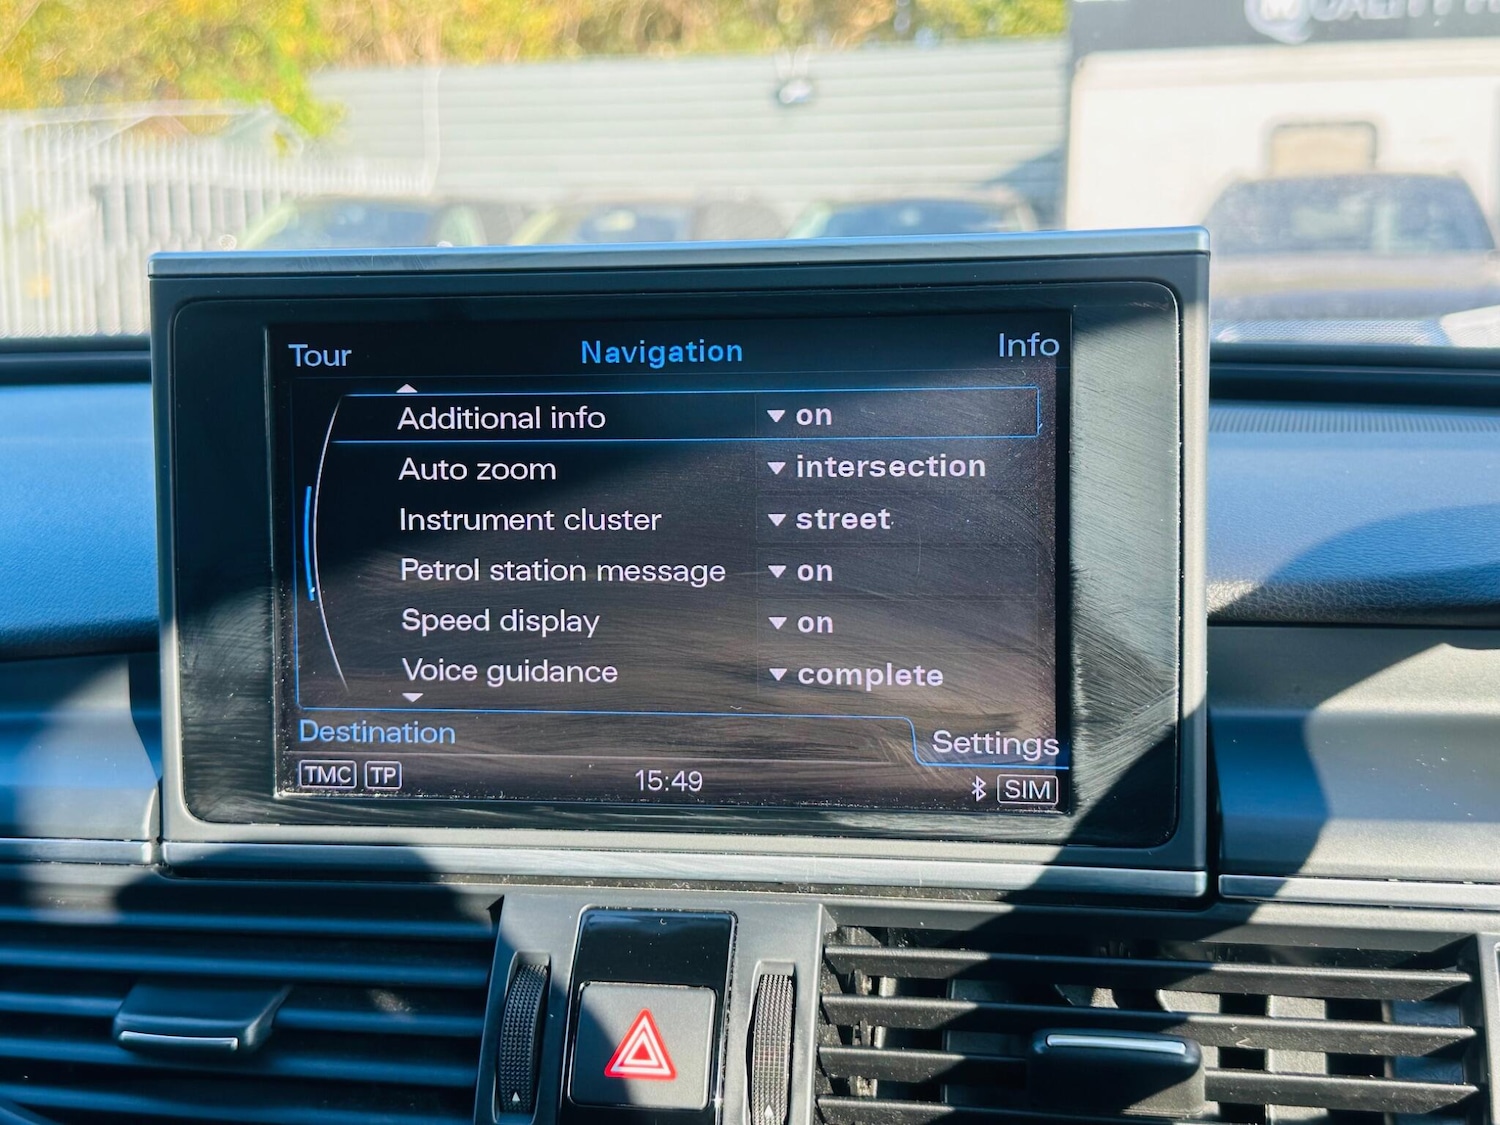 Tour Navigation Info
Additional info on
Auto zoom intersection
Instrument cluster street
Petrol station message on
Speed display on
Voice guidance complete
Destination Settings
TMC TP 15:49 SIM